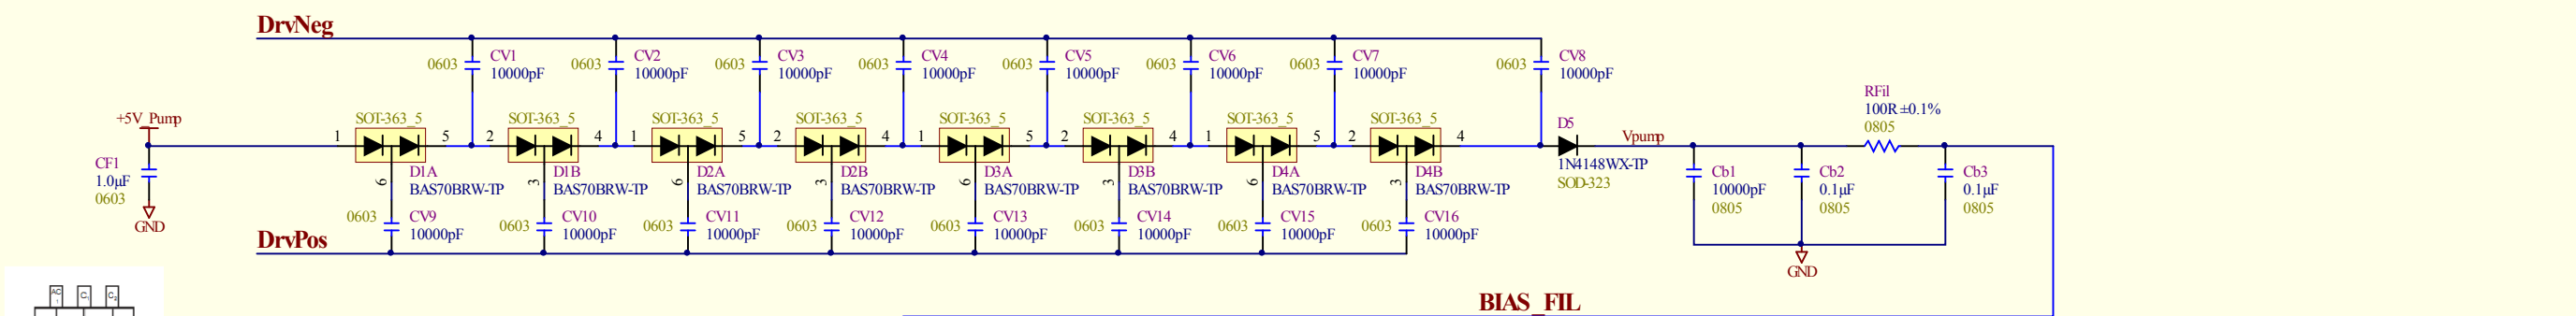 DrvNeg
CV1
0603
10000pF
CV2
0603
10000pF
CV3
0603
10000pF
CV4
0603
10000pF
CV5
0603
10000pF
CV6
0603
10000pF
CV7
0603
10000pF
CV8
0603
10000pF
+5V_Pump
CF1
1.0µF
0603
GND
SOT-363_5
1
5
6
D1A
BAS70BRW-TP
SOT-363_5
2
4
3
D1B
BAS70BRW-TP
SOT-363_5
1
5
6
D2A
BAS70BRW-TP
SOT-363_5
2
4
3
D2B
BAS70BRW-TP
SOT-363_5
1
5
6
D3A
BAS70BRW-TP
SOT-363_5
2
4
3
D3B
BAS70BRW-TP
SOT-363_5
1
5
6
D4A
BAS70BRW-TP
SOT-363_5
2
4
3
D4B
BAS70BRW-TP
D5
1N4148WX-TP
SOD-323
Vpump
RFil
100R ±0.1%
0805
Cb1
10000pF
0805
Cb2
0.1µF
0805
Cb3
0.1µF
0805
GND
0603
CV9
10000pF
0603
CV10
10000pF
0603
CV11
10000pF
0603
CV12
10000pF
0603
CV13
10000pF
0603
CV14
10000pF
0603
CV15
10000pF
0603
CV16
10000pF
DrvPos
BIAS_FIL
AC
C
C